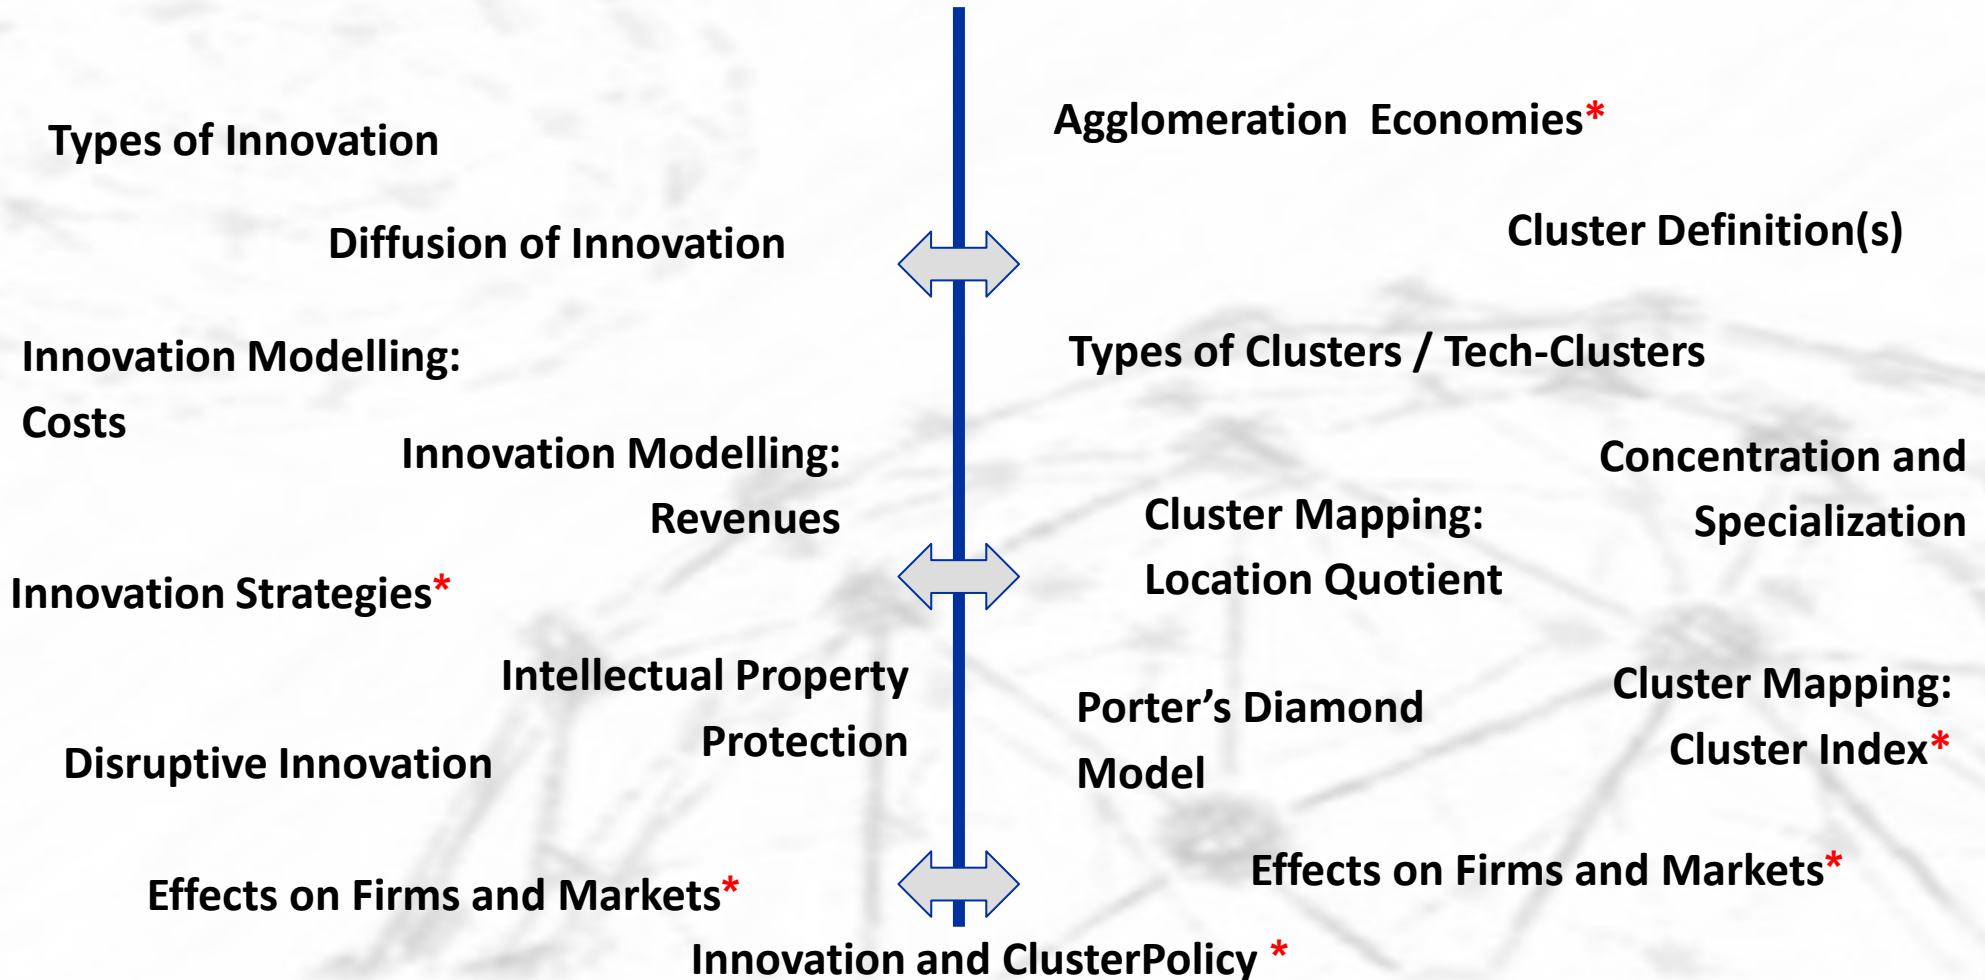 Types of Innovation
Diffusion of Innovation
Innovation Modelling:
Costs
Innovation Modelling:
Revenues
Innovation Strategies*
Intellectual Property
Protection
Disruptive Innovation
Effects on Firms and Markets*
Agglomeration  Economies*
Cluster Definition(s)
Types of Clusters / Tech-Clusters
Concentration and
Specialization
Cluster Mapping:
Location Quotient
Cluster Mapping:
Cluster Index*
Porter’s Diamond
Model
Effects on Firms and Markets*
Innovation and ClusterPolicy *